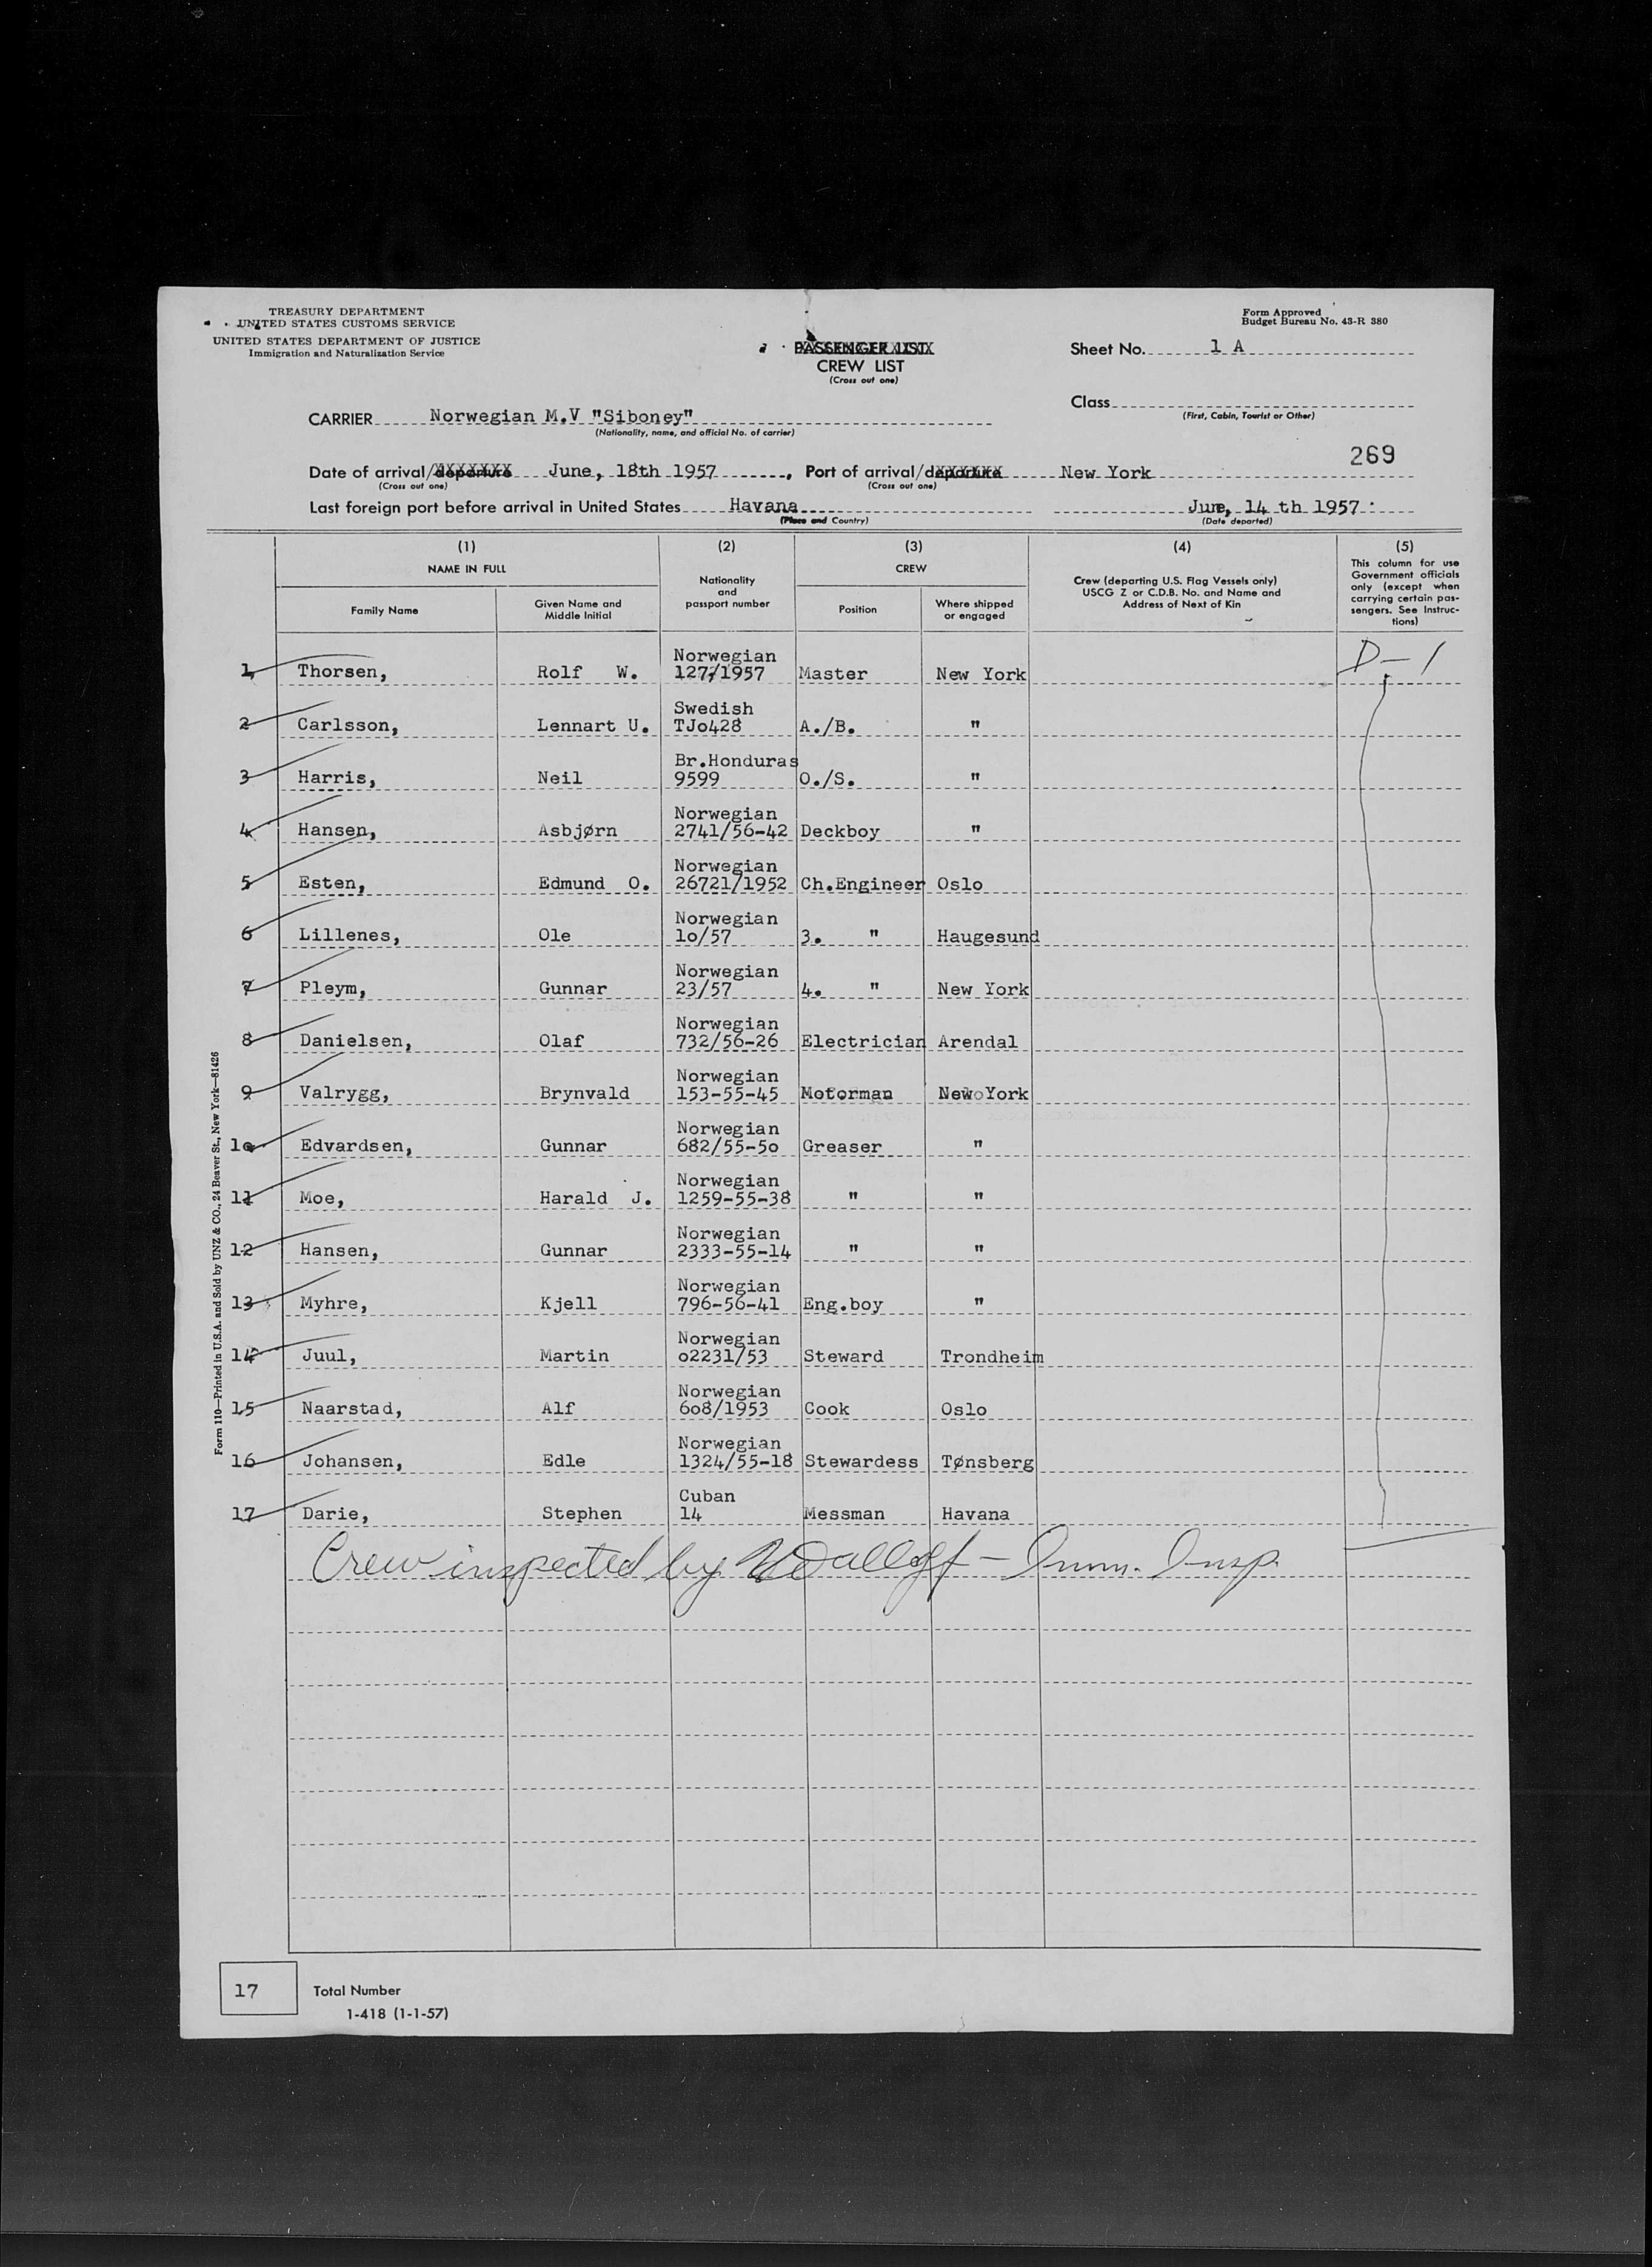 TREASURY DEPARTMENT
UNITED STATES CUSTOMS SERVICE
UNITED STATES DEPARTMENT OF JUSTICE
Immigration and Naturalization Service
Form Approved
Budget Bureau No. 43-R 380
PASSENGER LIST
CREW LIST
(Cross out one)
Sheet No. 1 A
Class
(First, Cabin, Tourist or Other)
CARRIER Norwegian M.V "Siboney"
(Nationality, name, and official No. of carrier)
269
Date of arrival/departure June, 18th 1957, Port of arrival/departure New York
(Cross out one) (Cross out one)
Last foreign port before arrival in United States Havana June, 14 th 1957
(Place and Country) (Date departed)
(1) (2) (3) (4) (5)
NAME IN FULL
Nationality
and
passport number
CREW
Crew (departing U.S. Flag Vessels only)
USCG Z or C.D.B. No. and Name and
Address of Next of Kin
This column for use
Government officials
only (except when
carrying certain pas-
sengers. See Instruc-
tions)
Family Name
Given Name and
Middle Initial
Position
Where shipped
or engaged
Norwegian D-1
1 Thorsen, Rolf W. 127/1957 Master New York
Swedish
2 Carlsson, Lennart U. TJo428 A./B. "
Br.Honduras
3 Harris, Neil 9599 O./S. "
Norwegian
4 Hansen, Asbjørn 2741/56-42 Deckboy "
Norwegian
5 Esten, Edmund O. 26721/1952 Ch.Engineer Oslo
Norwegian
6 Lillenes, Ole lo/57 3. " Haugesund
Norwegian
7 Pleym, Gunnar 23/57 4. " New York
Norwegian
8 Danielsen, Olaf 732/56-26 Electrician Arendal
Norwegian
9 Valrygg, Brynvald 153-55-45 Motorman New York
Norwegian
lo Edvardsen, Gunnar 682/55-5o Greaser "
Norwegian
11 Moe, Harald J. 1259-55-38 " "
Norwegian
12 Hansen, Gunnar 2333-55-14 " "
Norwegian
13 Myhre, Kjell 796-56-41 Eng.boy "
Norwegian
14 Juul, Martin o2231/53 Steward Trondheim
Norwegian
15 Naarstad, Alf 6o8/1953 Cook Oslo
Norwegian
16 Johansen, Edle 1324/55-18 Stewardess Tønsberg
Cuban
17 Darie, Stephen 14 Messman Havana
Crew inspected by - Imm. Insp.
Form 110—Printed in U.S.A. and Sold by UNZ & CO., 24 Beaver St., New York—81426
17 Total Number
1-418 (1-1-57)